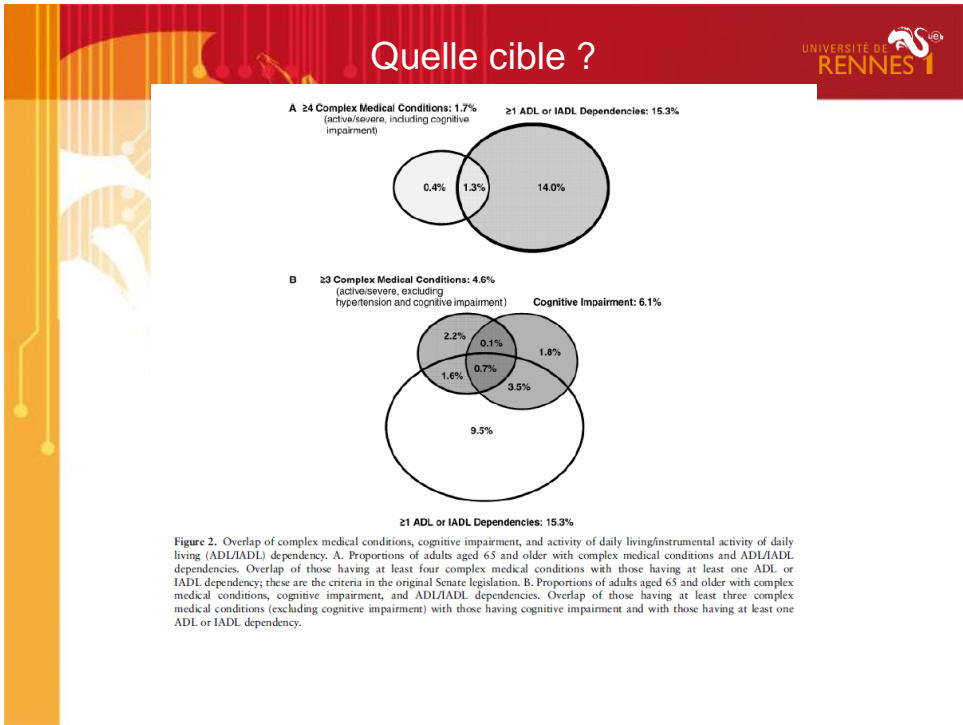 Quelle cible ?
UNIVERSITÉ DE
RENNES 1
ueb
A ≥4 Complex Medical Conditions: 1.7%
(active/severe, including cognitive
impairment)
≥1 ADL or IADL Dependencies: 15.3%
0.4%
1.3%
14.0%
B ≥3 Complex Medical Conditions: 4.6%
(active/severe, excluding
hypertension and cognitive impairment)
Cognitive Impairment: 6.1%
2.2%
0.1%
1.8%
1.6%
0.7%
3.5%
9.5%
≥1 ADL or IADL Dependencies: 15.3%
Figure 2. Overlap of complex medical conditions, cognitive impairment, and activity of daily living/instrumental activity of daily
living (ADL/IADL) dependency. A. Proportions of adults aged 65 and older with complex medical conditions and ADL/IADL
dependencies. Overlap of those having at least four complex medical conditions with those having at least one ADL or
IADL dependency; these are the criteria in the original Senate legislation. B. Proportions of adults aged 65 and older with complex
medical conditions, cognitive impairment, and ADL/IADL dependencies. Overlap of those having at least three complex
medical conditions (excluding cognitive impairment) with those having cognitive impairment and with those having at least one
ADL or IADL dependency.